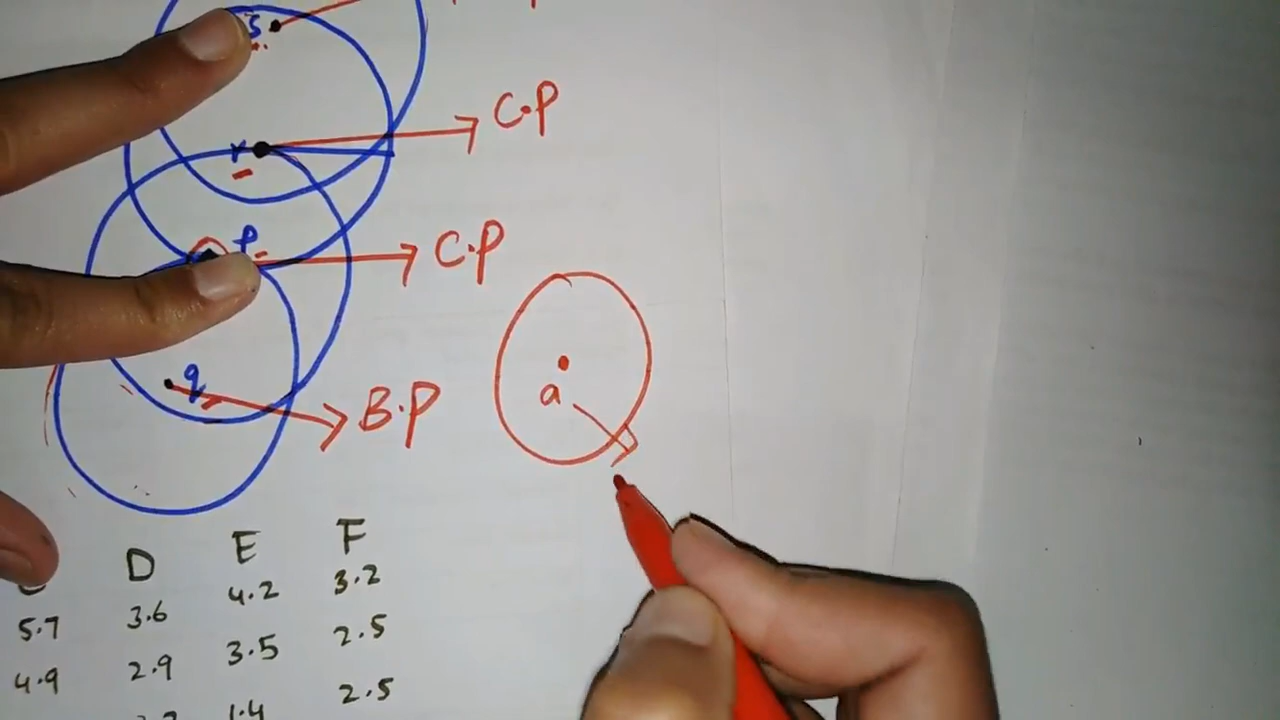 S
r C.P
P C.P
q B.P
a
D E F
5.7 3.6 4.2 3.2
4.9 2.9 3.5 2.5
1.4 2.5